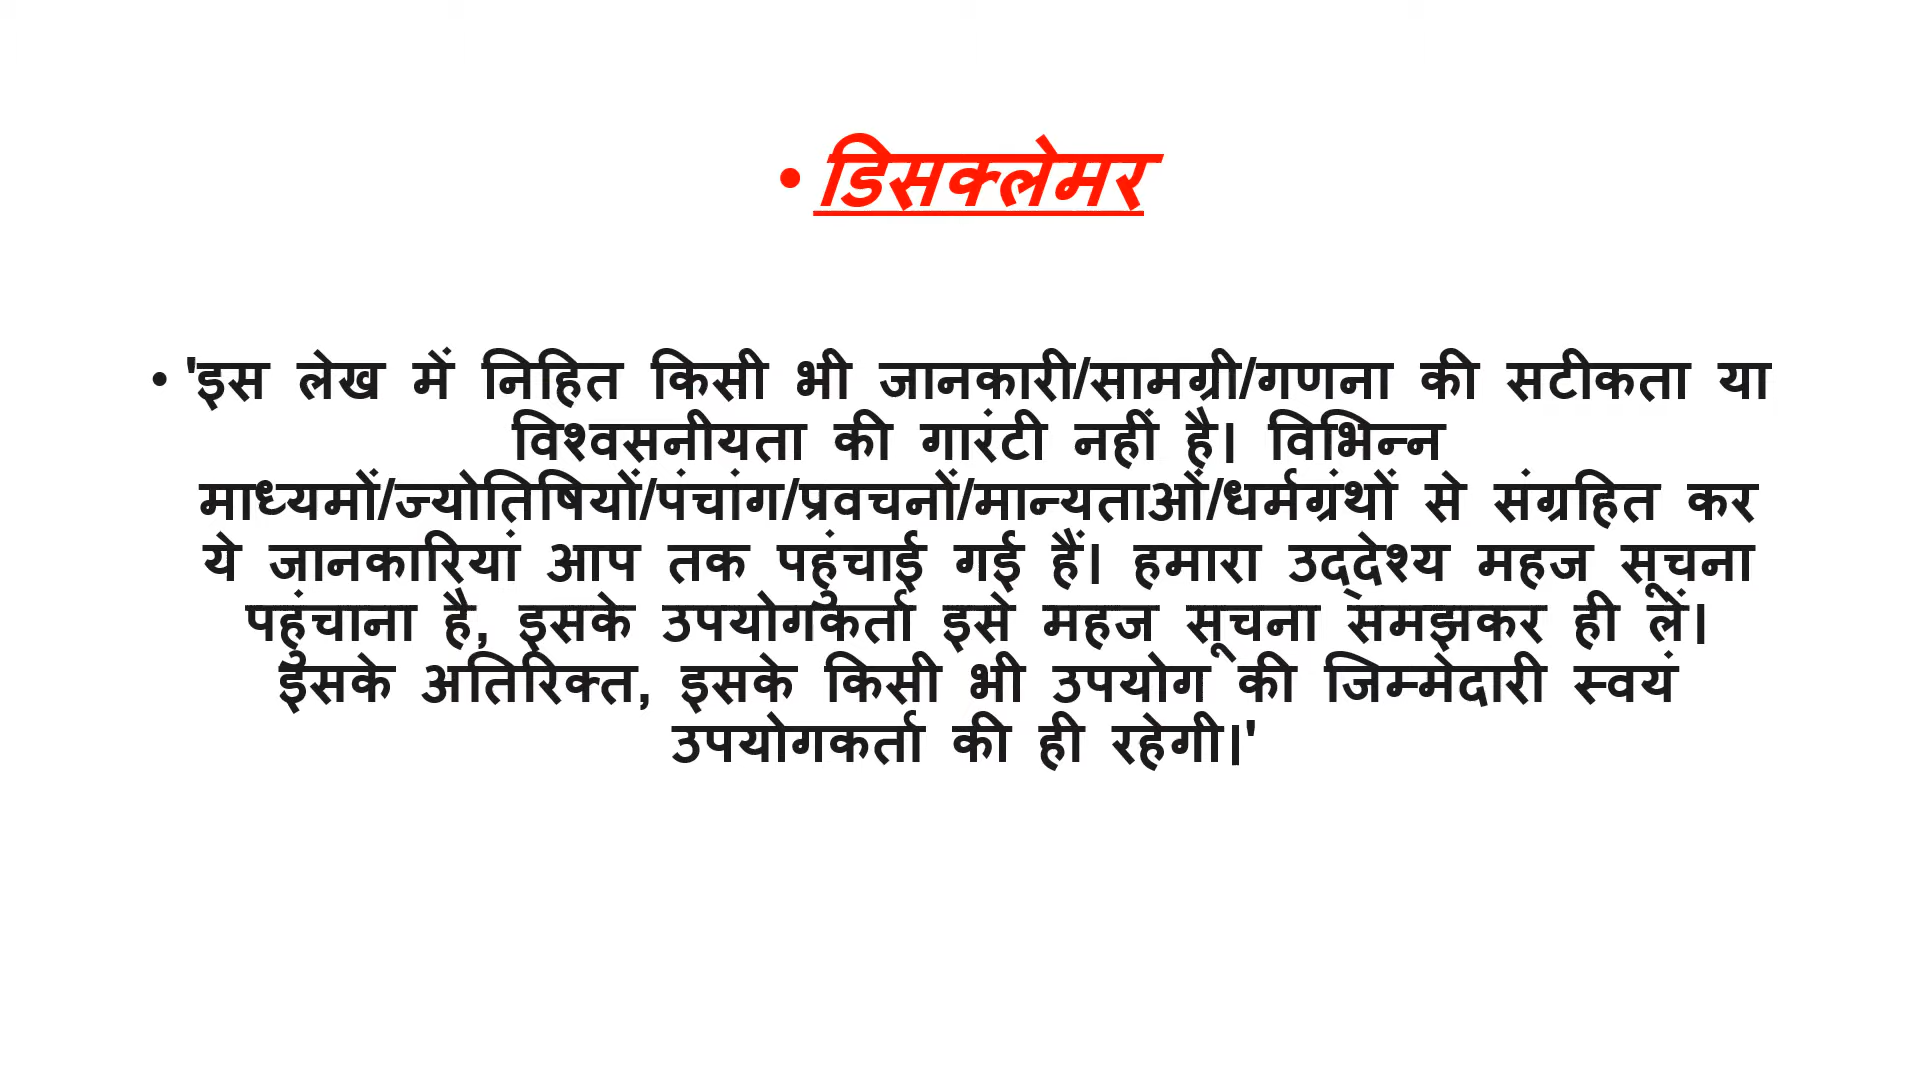 • डिसक्लेमर
• 'इस लेख में निहित किसी भी जानकारी/सामग्री/गणना की सटीकता या
विश्वसनीयता की गारंटी नहीं है। विभिन्न
माध्यमों/ज्योतिषियों/पंचांग/प्रवचनों/मान्यताओं/धर्मग्रंथों से संग्रहित कर
ये जानकारियां आप तक पहुंचाई गई हैं। हमारा उद्देश्य महज सूचना
पहुंचाना है, इसके उपयोगकर्ता इसे महज सूचना समझकर ही लें।
इसके अतिरिक्त, इसके किसी भी उपयोग की जिम्मेदारी स्वयं
उपयोगकर्ता की ही रहेगी।'